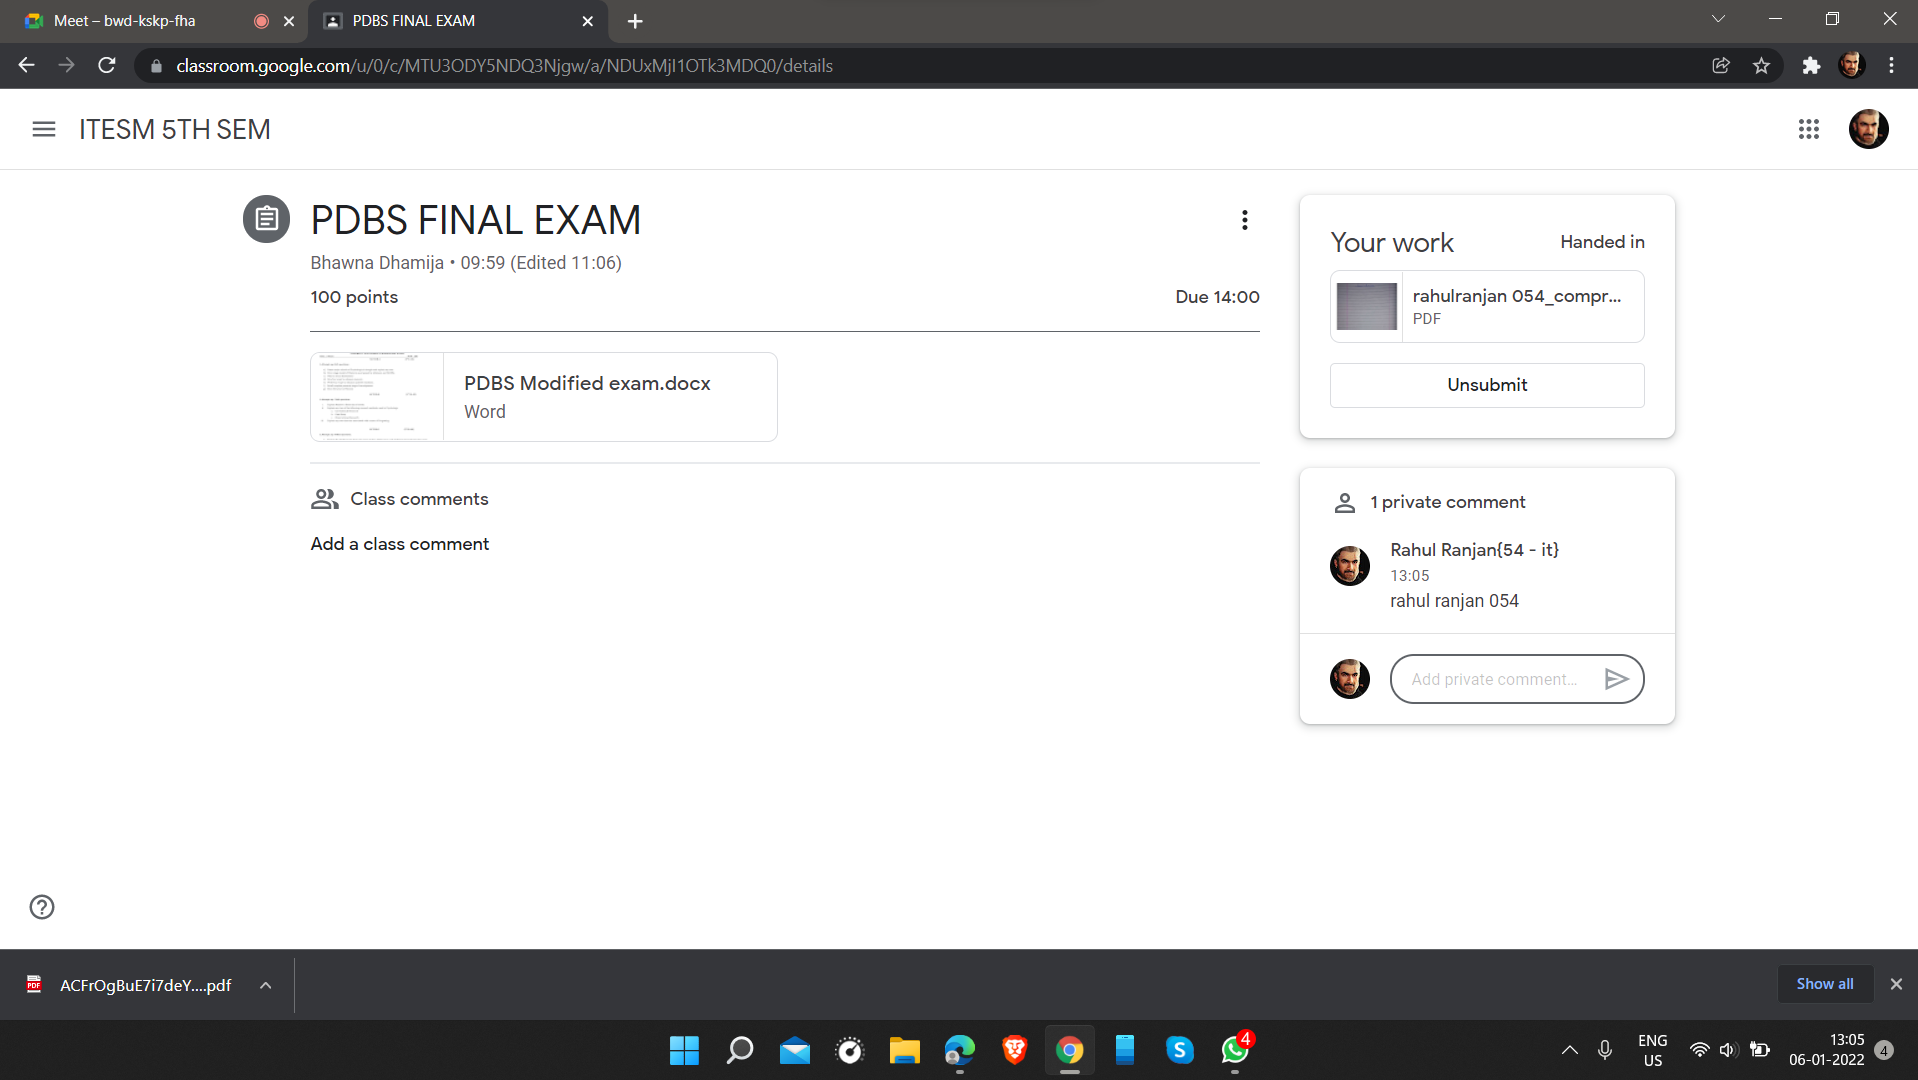 Meet – bwd-kskp-fha
PDBS FINAL EXAM
classroom.google.com/u/0/c/MTU3ODY5NDQ3Njgw/a/NDUxMjI1OTk3MDQ0/details
ITESM 5TH SEM
PDBS FINAL EXAM
Bhawna Dhamija • 09:59 (Edited 11:06)
100 points
Due 14:00
PDBS Modified exam.docx
Word
Class comments
Add a class comment
Your work
Handed in
rahulranjan 054_compr...
PDF
Unsubmit
1 private comment
Rahul Ranjan{54 - it}
13:05
rahul ranjan 054
Add private comment...
PDF
ACFrOgBuE7i7deY....pdf
Show all
S
4
ENG
US
13:05
06-01-2022
4